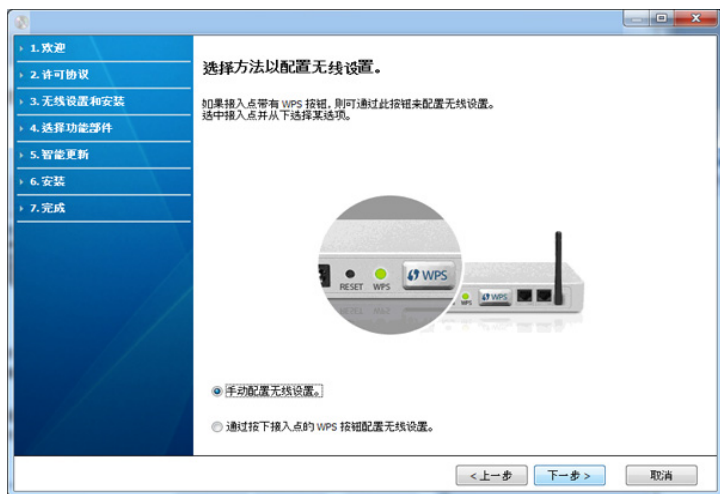 1.欢迎
2.许可协议
3.无线设置和安装
4.选择功能部件
5.智能更新
6.安装
7.完成
选择方法以配置无线设置。
如果接入点带有 WPS 按钮, 则可通过此按钮来配置无线设置。
选中接入点并从下选择某选项。
RESET WPS WPS
WPS WPS
手动配置无线设置。
通过按下接入点的 WPS 按钮配置无线设置。
<上一步 下一步> 取消